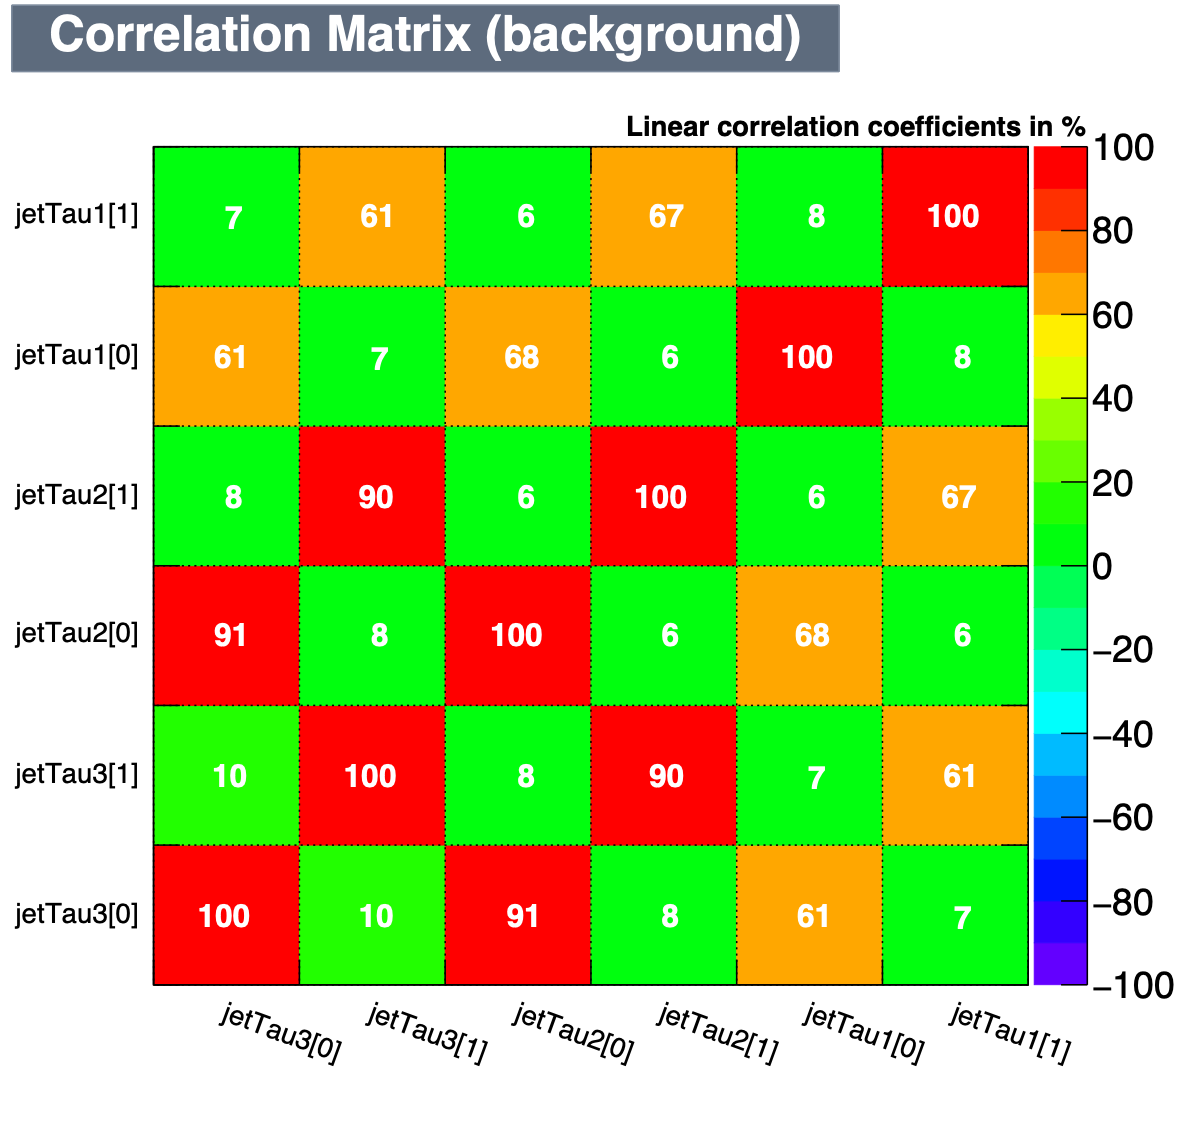 Correlation Matrix (background)
Linear correlation coefficients in %
jetTau1[1] 7 61 6 67 8 100
jetTau1[0] 61 7 68 6 100 8
jetTau2[1] 8 90 6 100 6 67
jetTau2[0] 91 8 100 6 68 6
jetTau3[1] 10 100 8 90 7 61
jetTau3[0] 100 10 91 8 61 7
jetTau3[0] jetTau3[1] jetTau2[0] jetTau2[1] jetTau1[0] jetTau1[1]
100
80
60
40
20
0
−20
−40
−60
−80
−100